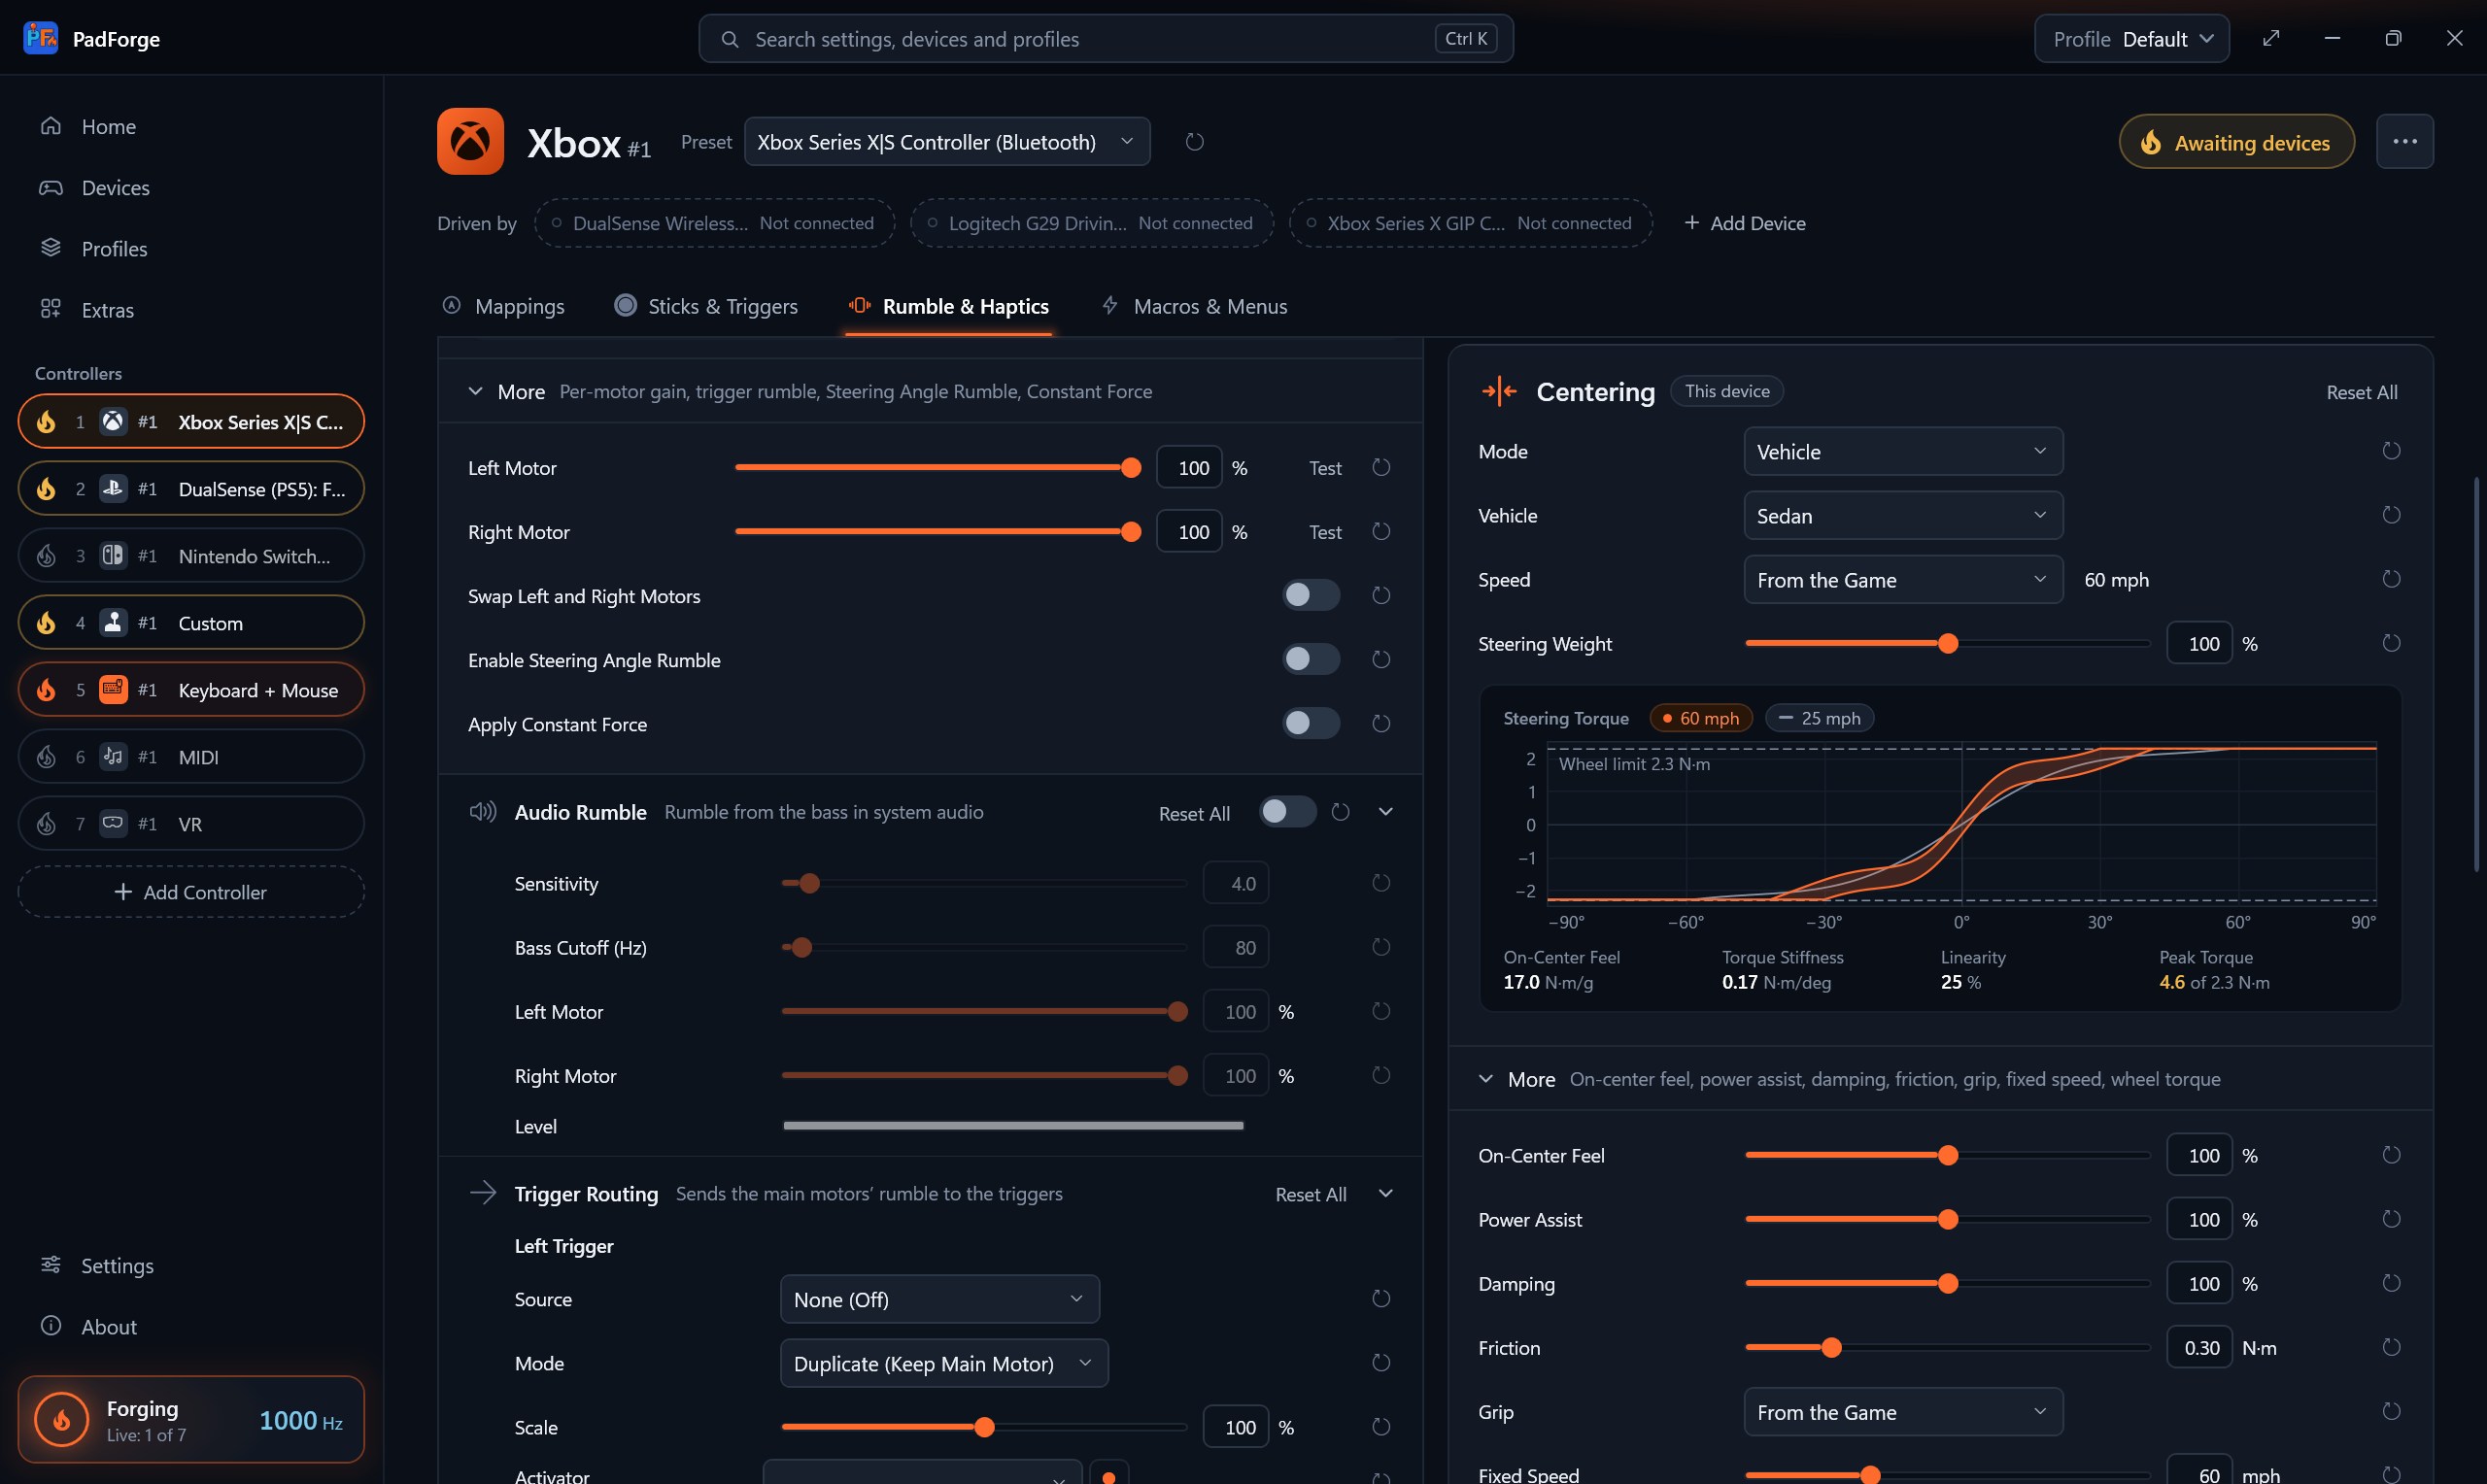 PadForge
Search settings, devices and profiles
Ctrl K
Profile Default
Home
Devices
Profiles
Extras
Controllers
1 #1 Xbox Series X|S C...
2 #1 DualSense (PS5): F...
3 #1 Nintendo Switch...
4 #1 Custom
5 #1 Keyboard + Mouse
6 #1 MIDI
7 #1 VR
+ Add Controller
Settings
About
Forging
Live: 1 of 7
1000 Hz
Xbox #1
Preset Xbox Series X|S Controller (Bluetooth)
Awaiting devices
Driven by
DualSense Wireless... Not connected
Logitech G29 Drivin... Not connected
Xbox Series X GIP C... Not connected
+ Add Device
Mappings
Sticks & Triggers
Rumble & Haptics
Macros & Menus
More Per-motor gain, trigger rumble, Steering Angle Rumble, Constant Force
Left Motor 100 % Test
Right Motor 100 % Test
Swap Left and Right Motors
Enable Steering Angle Rumble
Apply Constant Force
Audio Rumble Rumble from the bass in system audio Reset All
Sensitivity 4.0
Bass Cutoff (Hz) 80
Left Motor 100 %
Right Motor 100 %
Level
Trigger Routing Sends the main motors’ rumble to the triggers Reset All
Left Trigger
Source None (Off)
Mode Duplicate (Keep Main Motor)
Scale 100 %
Activator
Centering This device Reset All
Mode Vehicle
Vehicle Sedan
Speed From the Game 60 mph
Steering Weight 100 %
Steering Torque 60 mph 25 mph
Wheel limit 2.3 N·m
2
1
0
−1
−2
−90° −60° −30° 0° 30° 60° 90°
On-Center Feel Torque Stiffness Linearity Peak Torque
17.0 N·m/g 0.17 N·m/deg 25 % 4.6 of 2.3 N·m
More On-center feel, power assist, damping, friction, grip, fixed speed, wheel torque
On-Center Feel 100 %
Power Assist 100 %
Damping 100 %
Friction 0.30 N·m
Grip From the Game
Fixed Speed 60 mph